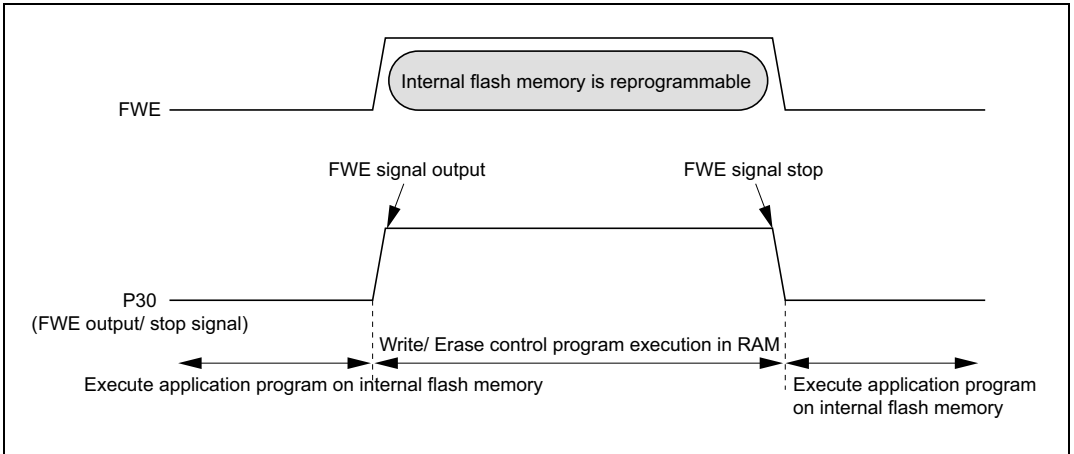 Internal flash memory is reprogrammable
FWE
FWE signal output
FWE signal stop
P30
(FWE output/ stop signal)
Write/ Erase control program execution in RAM
Execute application program on internal flash memory
Execute application program
on internal flash memory